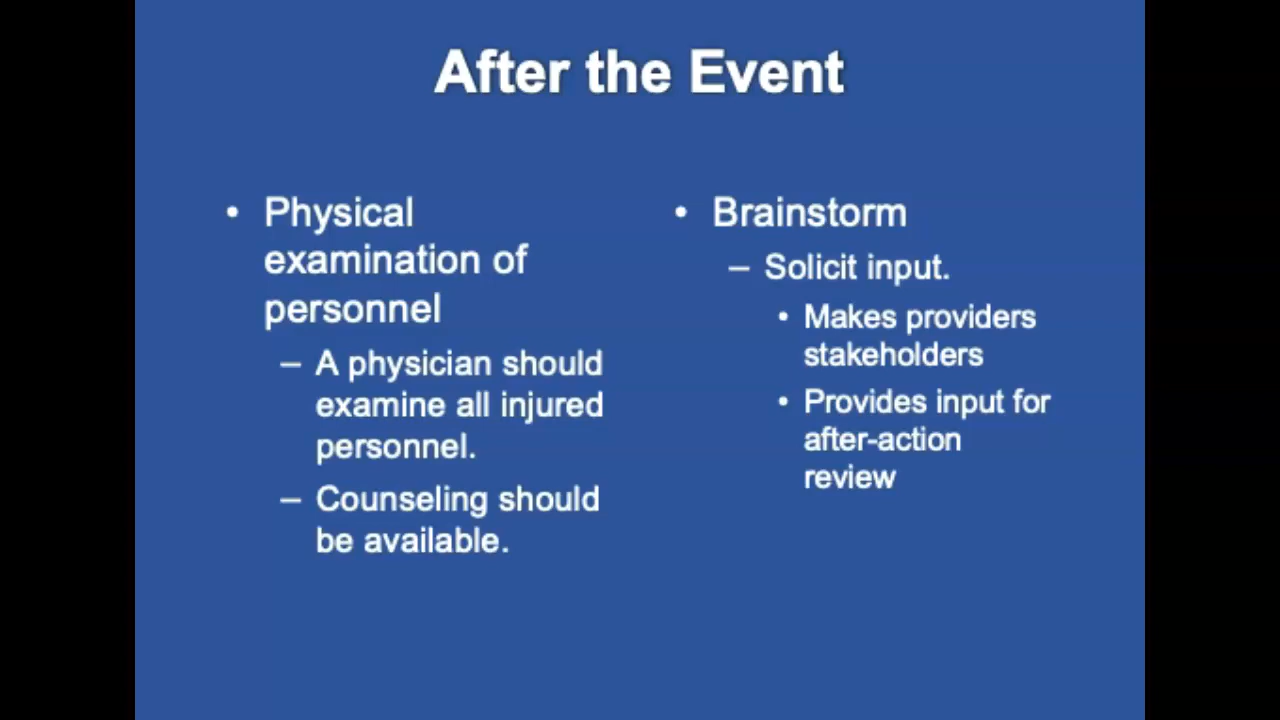 After the Event
• Physical
examination of
personnel
– A physician should
examine all injured
personnel.
– Counseling should
be available.
• Brainstorm
– Solicit input.
• Makes providers
stakeholders
• Provides input for
after-action
review